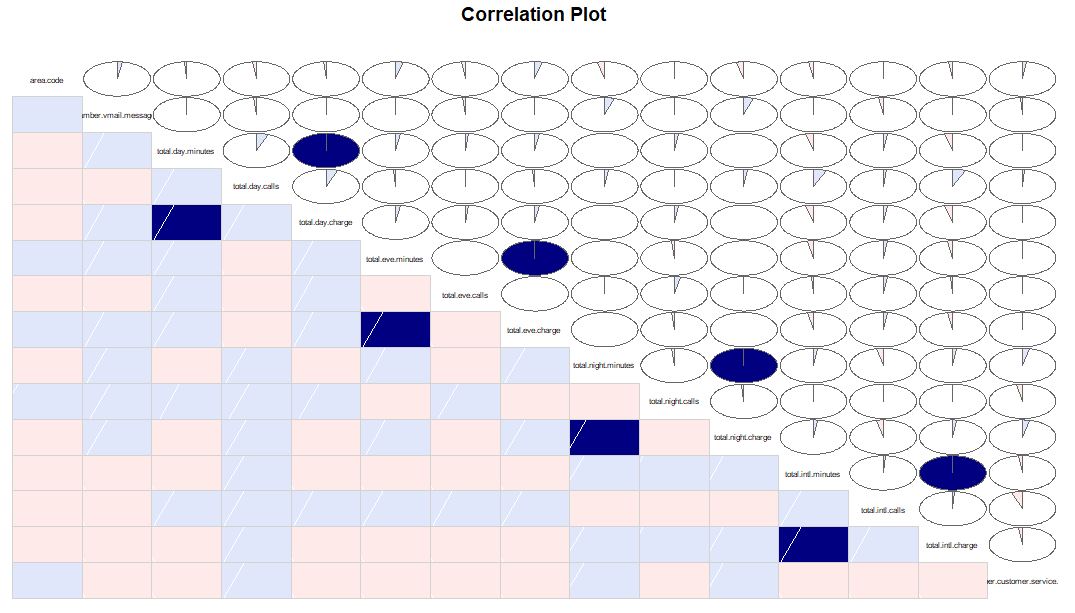 Correlation Plot
area.code
mber.vmail.messag
total.day.minutes
total.day.calls
total.day.charge
total.eve.minutes
total.eve.calls
total.eve.charge
total.night.minutes
total.night.calls
total.night.charge
total.intl.minutes
total.intl.calls
total.intl.charge
er.customer.service.